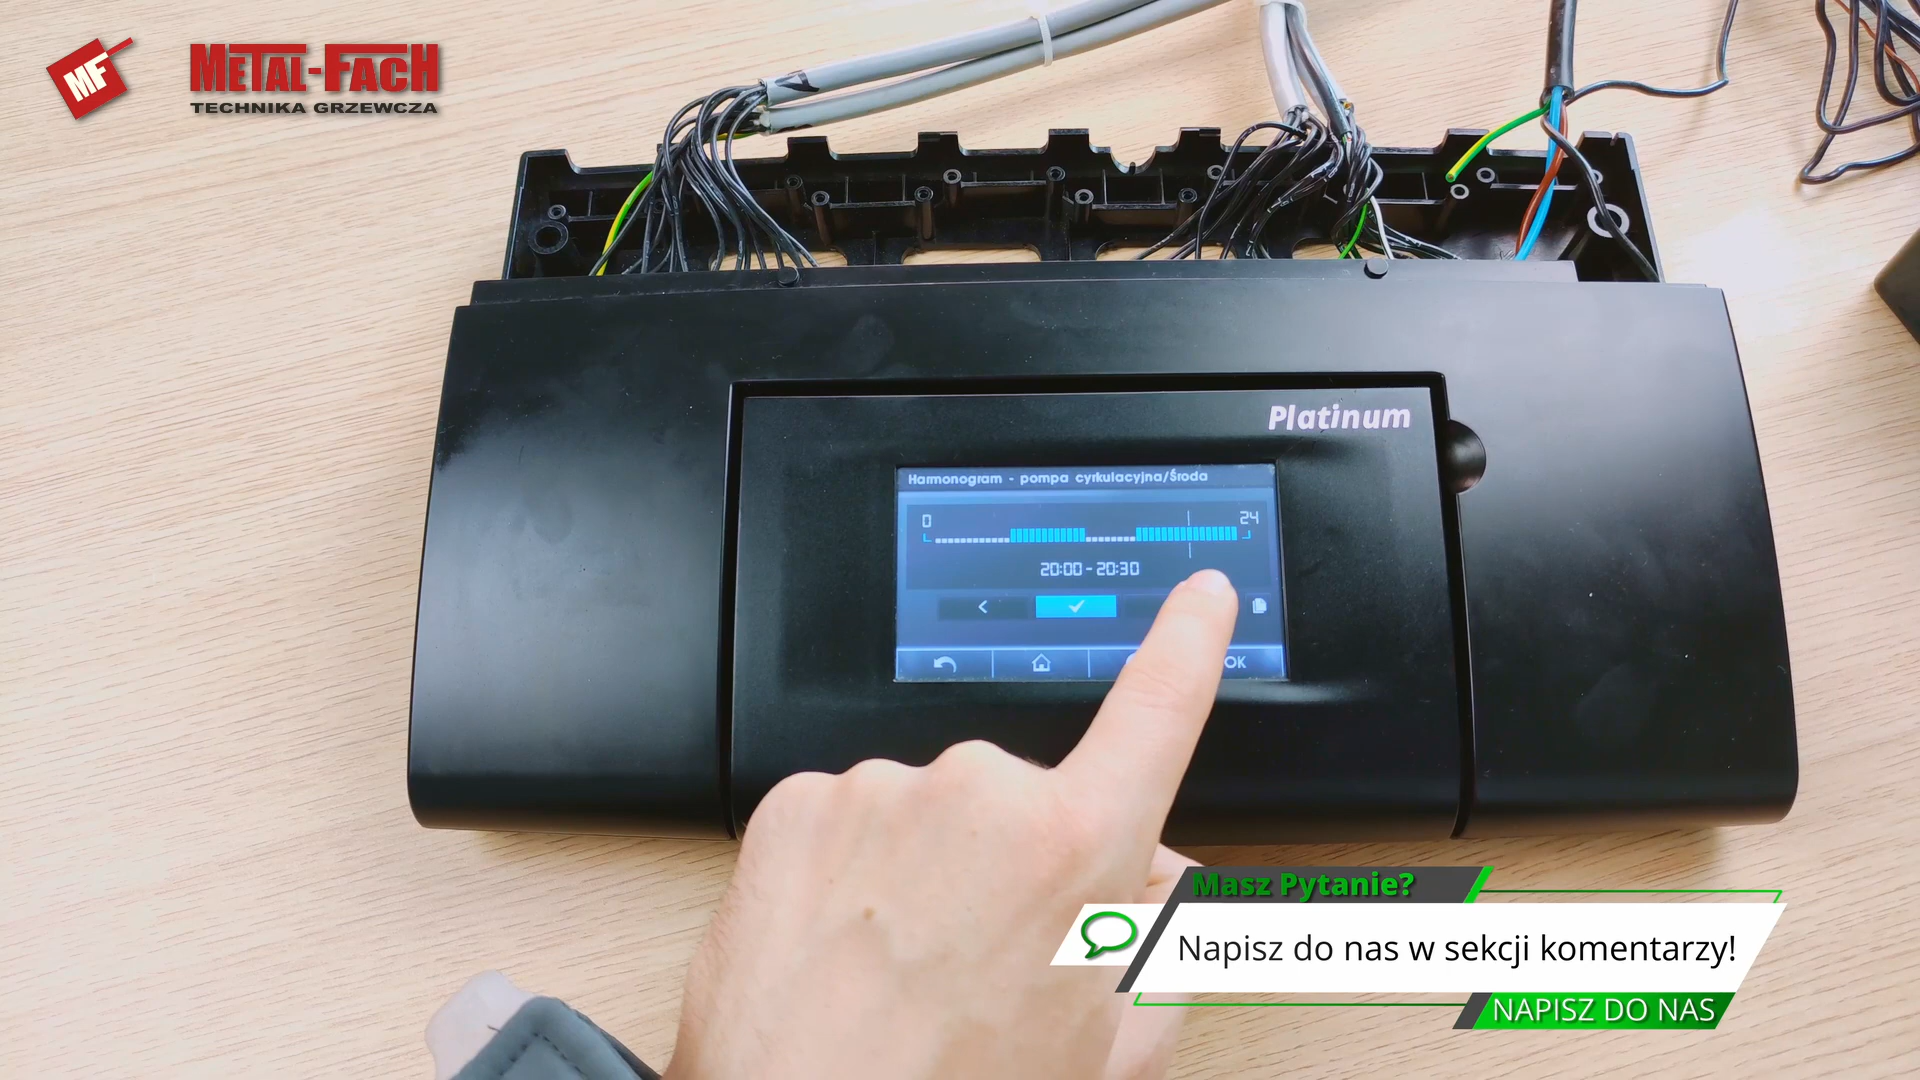 MF
METAL-FACH
TECHNIKA GRZEWCZA
Platinum
Harmonogram - pompa cyrkulacyjna/Środa
0
24
20:00 - 20:30
OK
Masz Pytanie?
Napisz do nas w sekcji komentarzy!
NAPISZ DO NAS